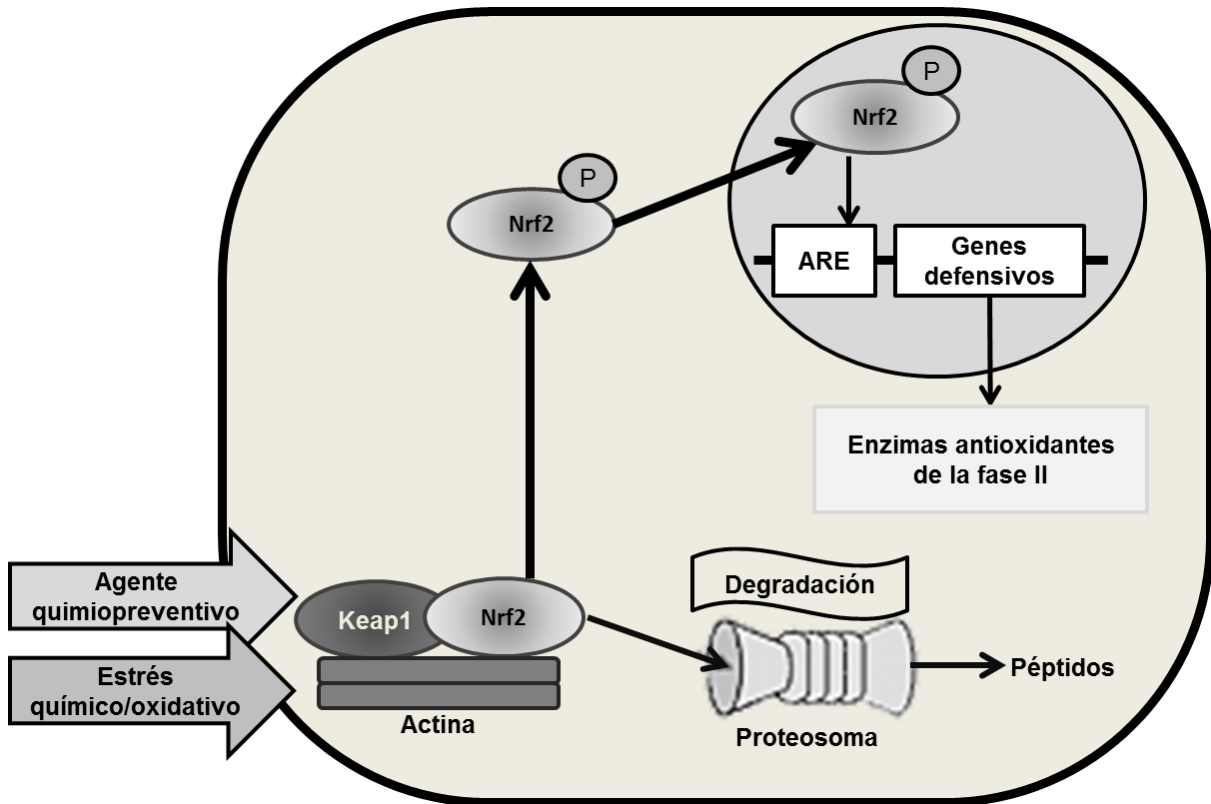 P
Nrf2
P
Nrf2
ARE
Genes
defensivos
Enzimas antioxidantes
de la fase II
Agente
quimiopreventivo
Estrés
químico/oxidativo
Keap1
Nrf2
Actina
Degradación
Proteosoma
Péptidos